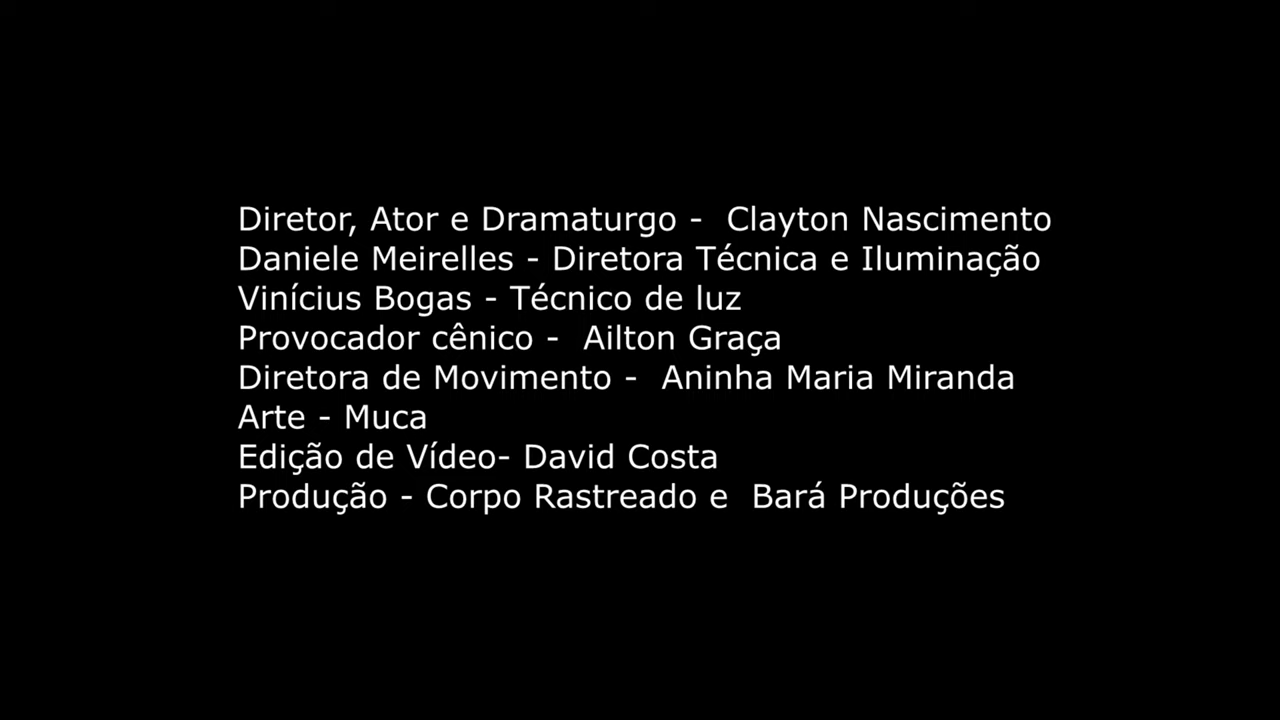 Diretor, Ator e Dramaturgo -  Clayton Nascimento
Daniele Meirelles - Diretora Técnica e Iluminação
Vinícius Bogas - Técnico de luz
Provocador cênico -  Ailton Graça
Diretora de Movimento -  Aninha Maria Miranda
Arte - Muca
Edição de Vídeo- David Costa
Produção - Corpo Rastreado e  Bará Produções